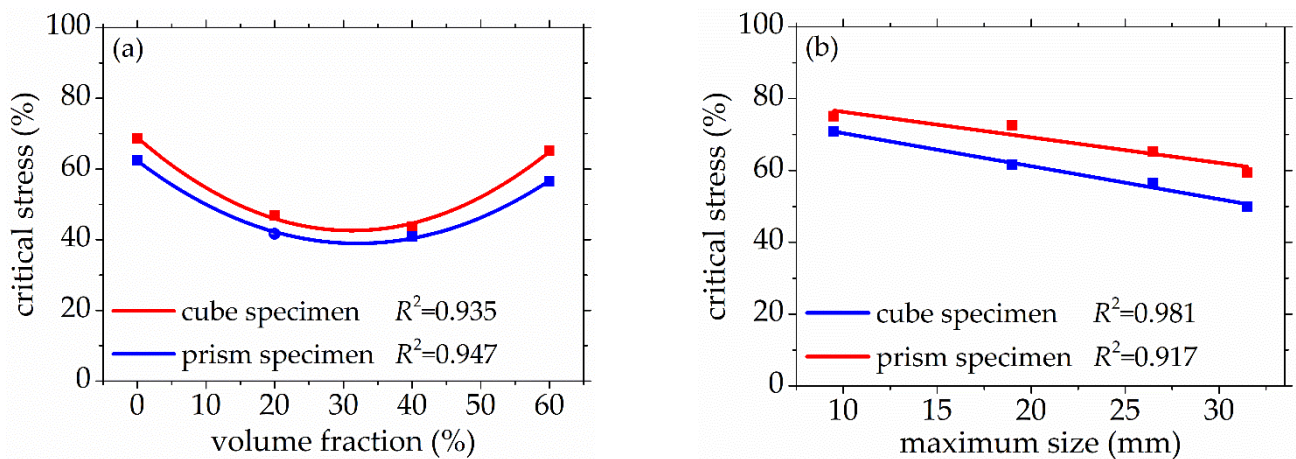 (a)
critical stress (%)
100
80
60
40
20
0
cube specimen R²=0.935
prism specimen R²=0.947
0 10 20 30 40 50 60
volume fraction (%)
(b)
critical stress (%)
100
80
60
40
20
0
cube specimen R²=0.981
prism specimen R²=0.917
10 15 20 25 30
maximum size (mm)